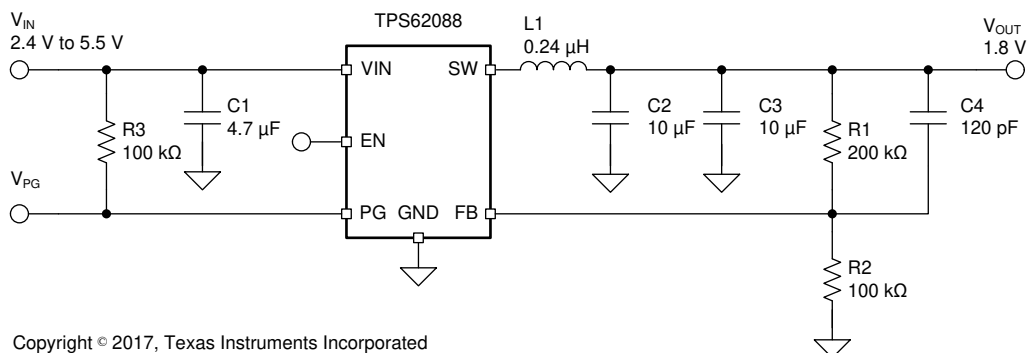 TPS62088
V_IN
2.4 V to 5.5 V
L1
0.24 µH
V_OUT
1.8 V
VIN
SW
C1
4.7 µF
C2
10 µF
C3
10 µF
C4
120 pF
R3
100 kΩ
EN
R1
200 kΩ
V_PG
PG
GND
FB
R2
100 kΩ
Copyright © 2017, Texas Instruments Incorporated